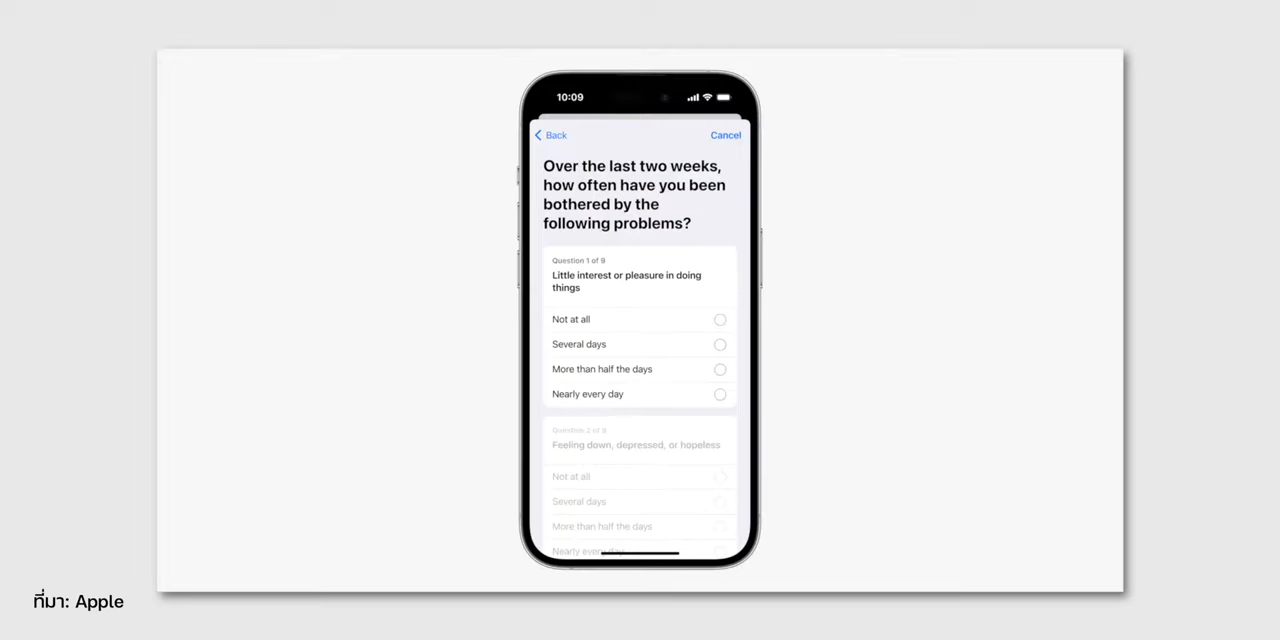 10:09
Back
Cancel
Over the last two weeks,
how often have you been
bothered by the
following problems?
Question 1 of 9
Little interest or pleasure in doing
things
Not at all
Several days
More than half the days
Nearly every day
Question 2 of 9
Feeling down, depressed, or hopeless
Not at all
Several days
More than half the days
Nearly every day
ที่มา: Apple